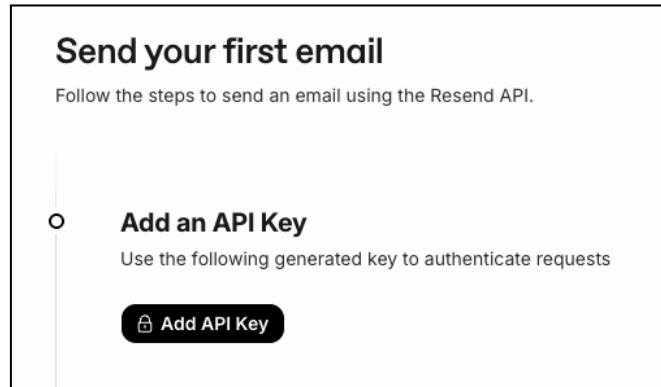 Send your first email
Follow the steps to send an email using the Resend API.
Add an API Key
Use the following generated key to authenticate requests
Add API Key